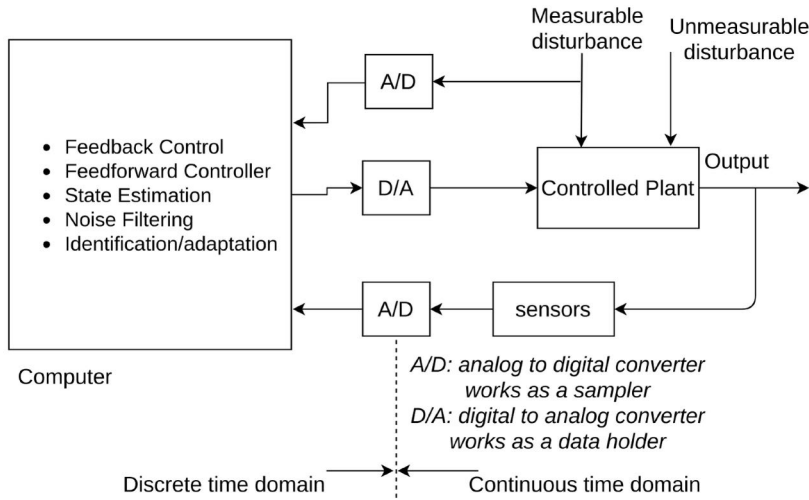 Measurable
disturbance
Unmeasurable
disturbance
A/D
• Feedback Control
• Feedforward Controller
• State Estimation
• Noise Filtering
• Identification/adaptation
D/A
Controlled Plant
Output
A/D
sensors
Computer
A/D: analog to digital converter
works as a sampler
D/A: digital to analog converter
works as a data holder
Discrete time domain
Continuous time domain